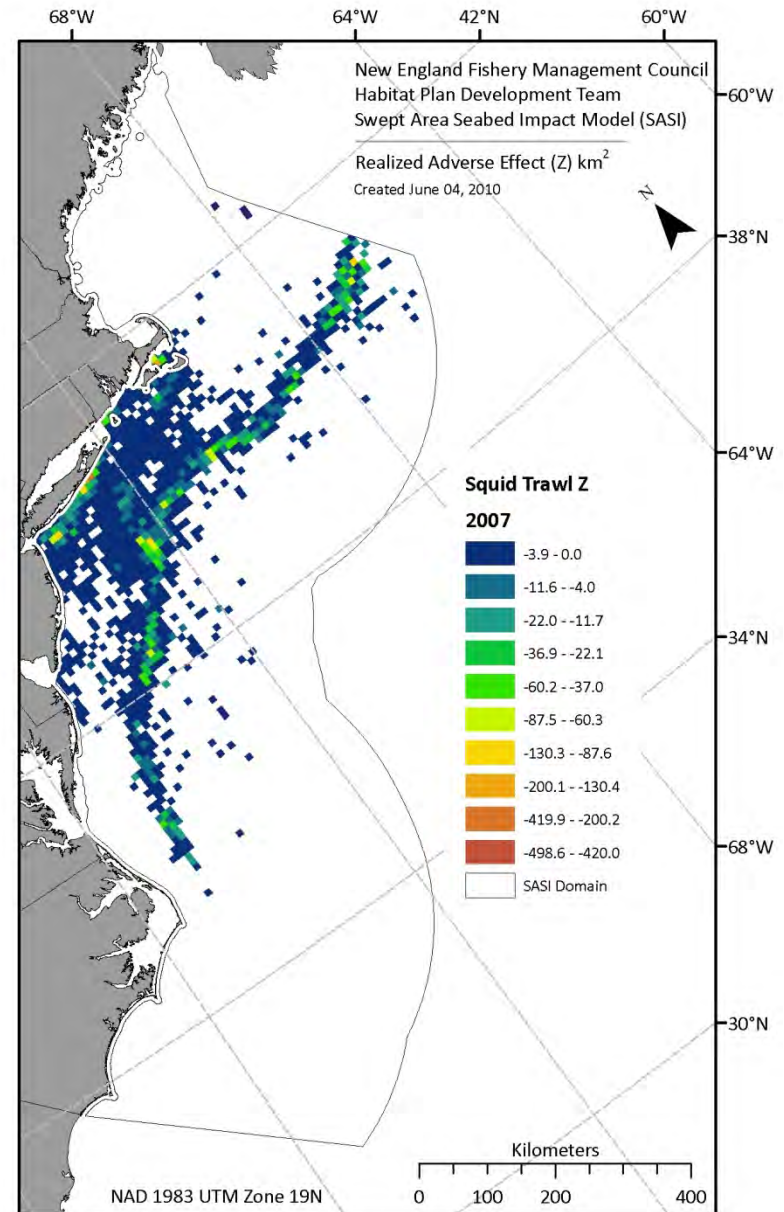 68°W 64°W 42°N 60°W
New England Fishery Management Council
Habitat Plan Development Team
Swept Area Seabed Impact Model (SASI)
Realized Adverse Effect (Z) km²
Created June 04, 2010
60°W
N
38°N
64°W
Squid Trawl Z
2007
-3.9 - 0.0
-11.6 - -4.0
-22.0 - -11.7
-36.9 - -22.1
-60.2 - -37.0
-87.5 - -60.3
-130.3 - -87.6
-200.1 - -130.4
-419.9 - -200.2
-498.6 - -420.0
SASI Domain
34°N
68°W
30°N
Kilometers
0 100 200 400
NAD 1983 UTM Zone 19N